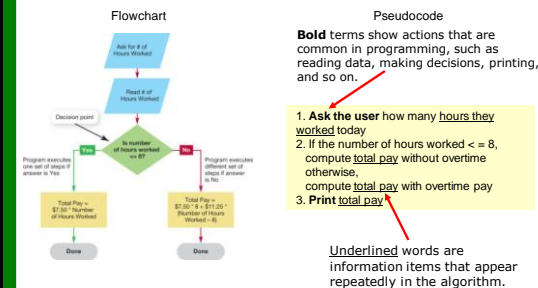 Flowchart
Ask for # of
Hours Worked
Read # of
Hours Worked
Decision point
Is number
of hours worked
<= 8?
Yes
No
Program executes
one set of steps if
answer is Yes
Program executes
different set of
steps if answer
is No
Total Pay =
$7.50 * Number
of Hours Worked
Total Pay =
$7.50 * 8 + $11.25 *
(Number of Hours
Worked – 8)
Done
Done
Pseudocode
Bold terms show actions that are
common in programming, such as
reading data, making decisions, printing,
and so on.
1. Ask the user how many hours they
worked today
2. If the number of hours worked < = 8,
compute total pay without overtime
otherwise,
compute total pay with overtime pay
3. Print total pay
Underlined words are
information items that appear
repeatedly in the algorithm.